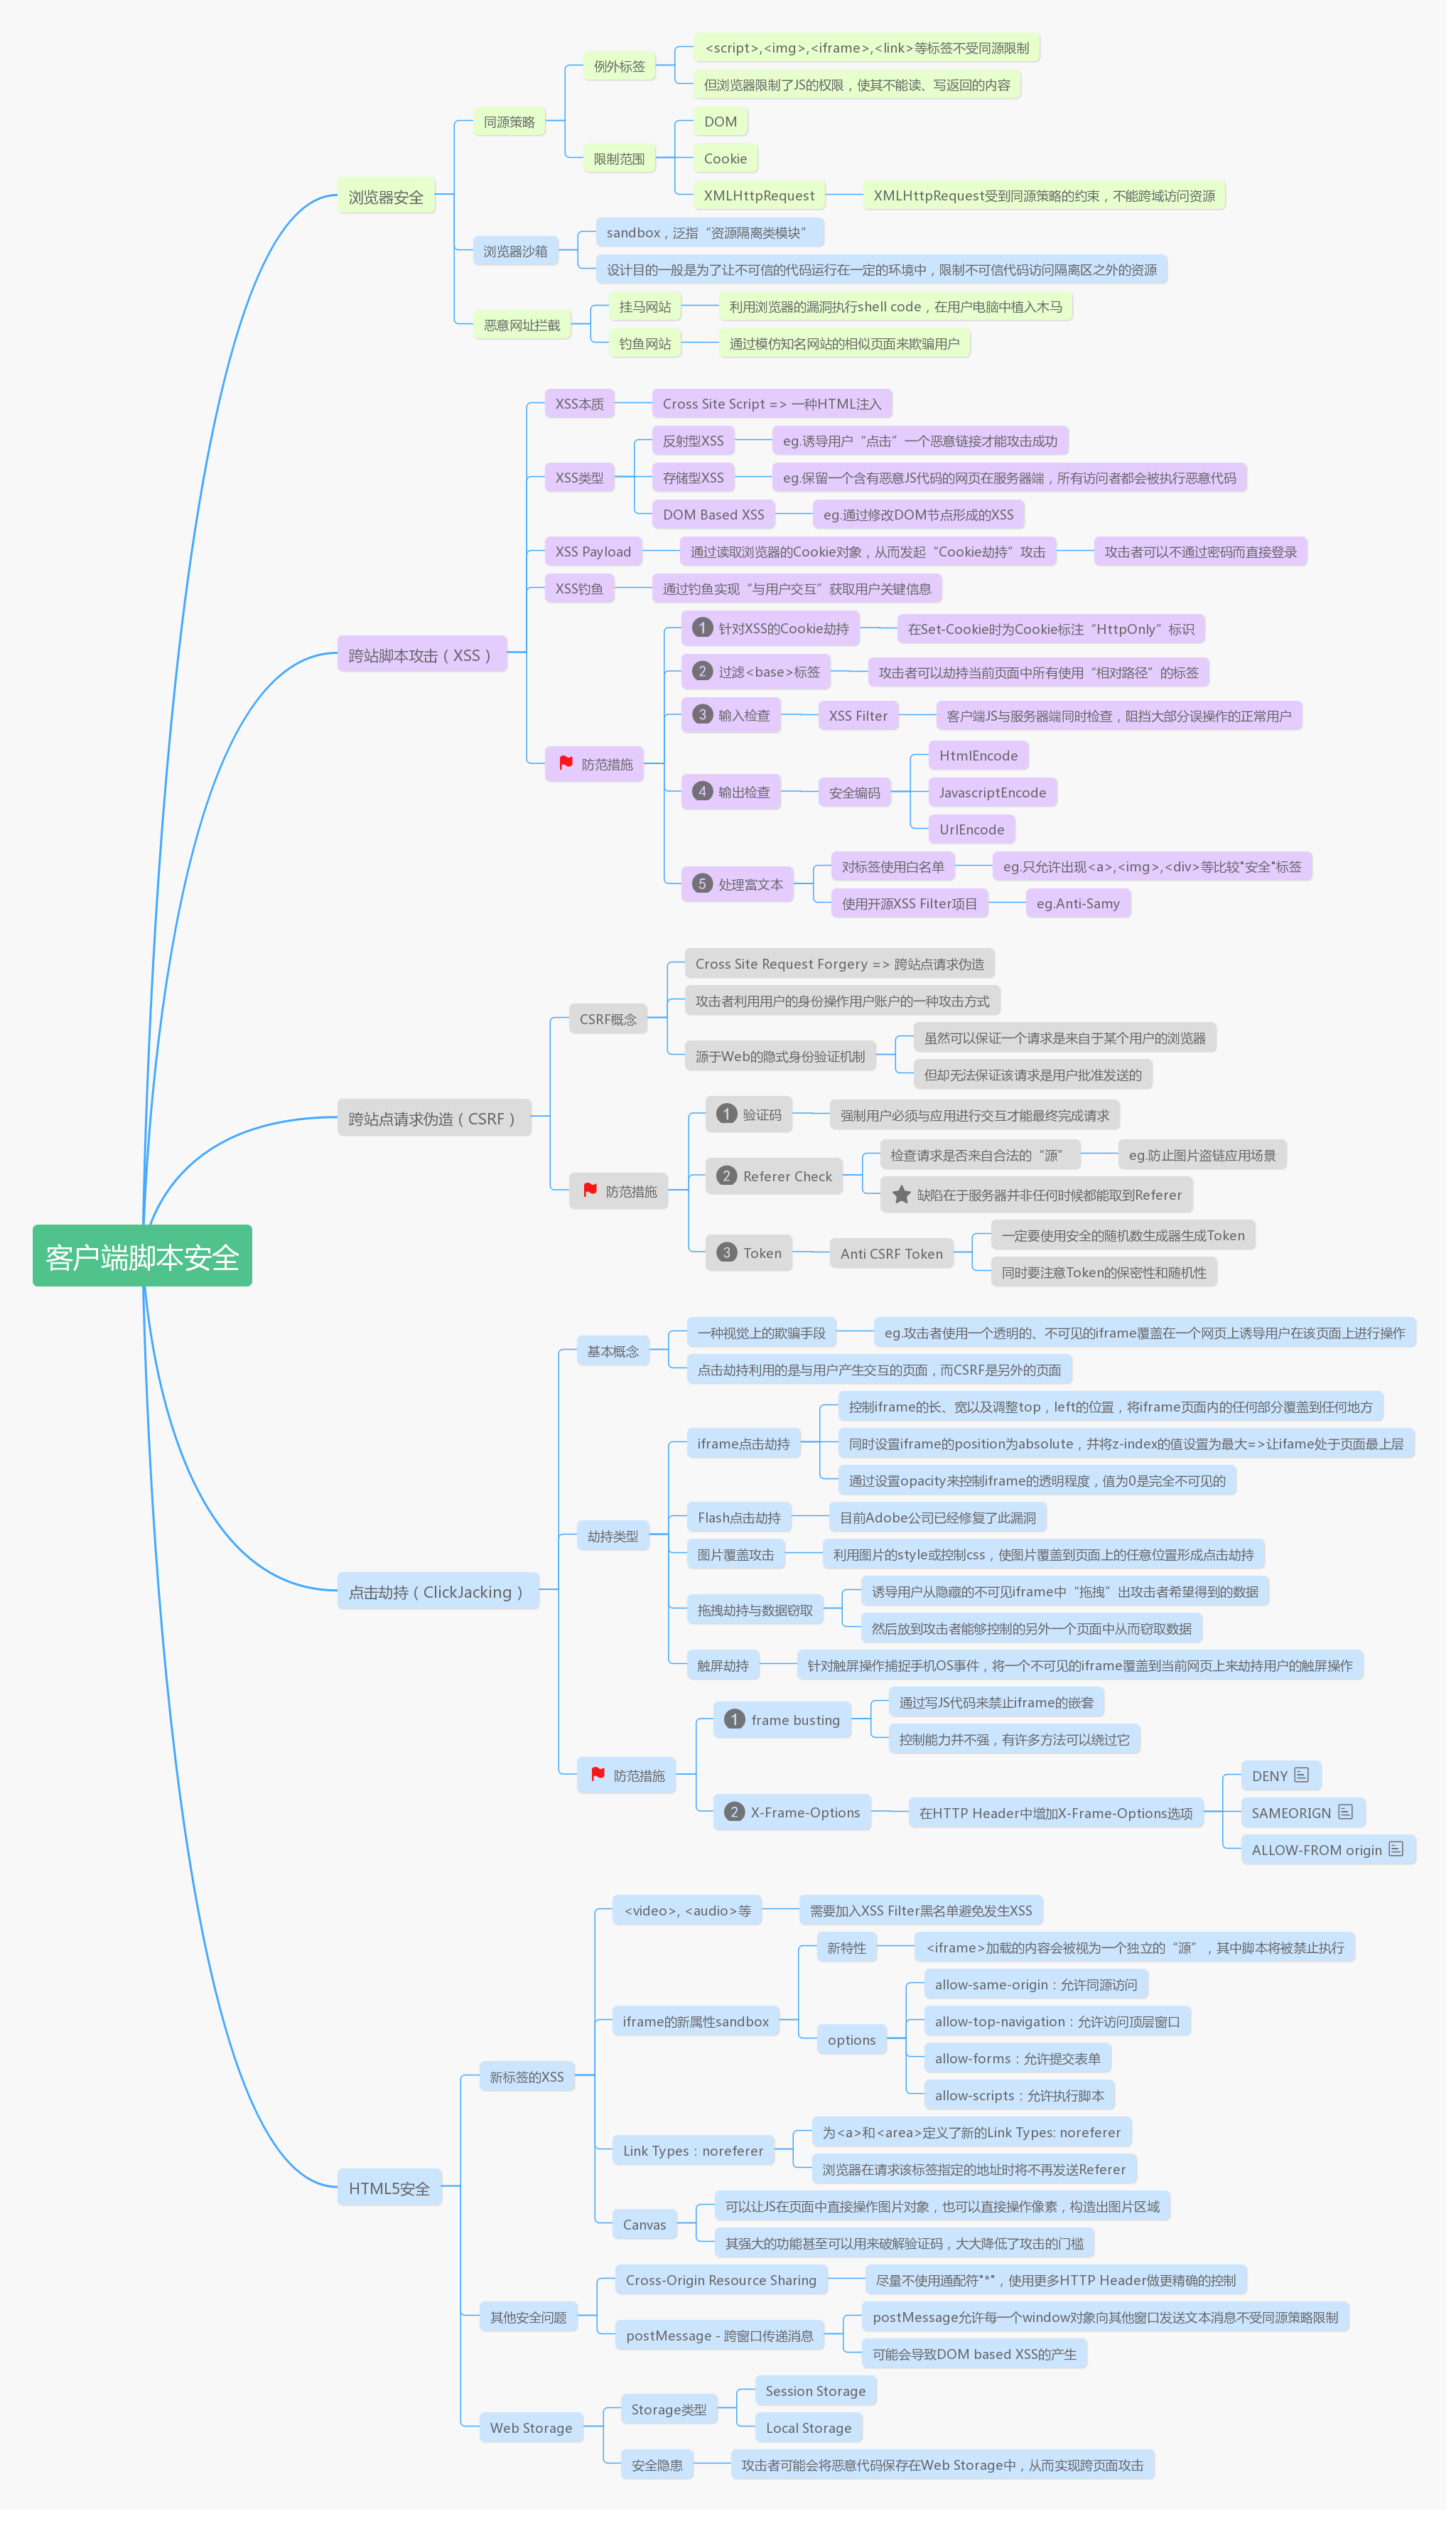 客户端脚本安全
浏览器安全
同源策略
例外标签
<script>,<img>,<iframe>,<link>等标签不受同源限制
但浏览器限制了JS的权限，使其不能读、写返回的内容
限制范围
DOM
Cookie
XMLHttpRequest
XMLHttpRequest受到同源策略的约束，不能跨域访问资源
浏览器沙箱
sandbox，泛指“资源隔离类模块”
设计目的一般是为了让不可信的代码运行在一定的环境中，限制不可信代码访问隔离区之外的资源
恶意网址拦截
挂马网站
利用浏览器的漏洞执行shell code，在用户电脑中植入木马
钓鱼网站
通过模仿知名网站的相似页面来欺骗用户
跨站脚本攻击（XSS）
XSS本质
Cross Site Script => 一种HTML注入
XSS类型
反射型XSS
eg.诱导用户“点击”一个恶意链接才能攻击成功
存储型XSS
eg.保留一个含有恶意JS代码的网页在服务器端，所有访问者都会被执行恶意代码
DOM Based XSS
eg.通过修改DOM节点形成的XSS
XSS Payload
通过读取浏览器的Cookie对象，从而发起“Cookie劫持”攻击
攻击者可以不通过密码而直接登录
XSS钓鱼
通过钓鱼实现“与用户交互”获取用户关键信息
防范措施
1 针对XSS的Cookie劫持
在Set-Cookie时为Cookie标注“HttpOnly”标识
2 过滤<base>标签
攻击者可以劫持当前页面中所有使用“相对路径”的标签
3 输入检查
XSS Filter
客户端JS与服务器端同时检查，阻挡大部分误操作的正常用户
4 输出检查
安全编码
HtmlEncode
JavascriptEncode
UrlEncode
5 处理富文本
对标签使用白名单
eg.只允许出现<a>,<img>,<div>等比较"安全"标签
使用开源XSS Filter项目
eg.Anti-Samy
跨站点请求伪造（CSRF）
CSRF概念
Cross Site Request Forgery => 跨站点请求伪造
攻击者利用用户的身份操作用户账户的一种攻击方式
源于Web的隐式身份验证机制
虽然可以保证一个请求是来自于某个用户的浏览器
但却无法保证该请求是用户批准发送的
防范措施
1 验证码
强制用户必须与应用进行交互才能最终完成请求
2 Referer Check
检查请求是否来自合法的“源”
eg.防止图片盗链应用场景
缺陷在于服务器并非任何时候都能取到Referer
3 Token
Anti CSRF Token
一定要使用安全的随机数生成器生成Token
同时要注意Token的保密性和随机性
点击劫持（ClickJacking）
基本概念
一种视觉上的欺骗手段
eg.攻击者使用一个透明的、不可见的iframe覆盖在一个网页上诱导用户在该页面上进行操作
点击劫持利用的是与用户产生交互的页面，而CSRF是另外的页面
劫持类型
iframe点击劫持
控制iframe的长、宽以及调整top，left的位置，将iframe页面内的任何部分覆盖到任何地方
同时设置iframe的position为absolute，并将z-index的值设置为最大=>让ifame处于页面最上层
通过设置opacity来控制iframe的透明程度，值为0是完全不可见的
Flash点击劫持
目前Adobe公司已经修复了此漏洞
图片覆盖攻击
利用图片的style或控制css，使图片覆盖到页面上的任意位置形成点击劫持
拖拽劫持与数据窃取
诱导用户从隐藏的不可见iframe中“拖拽”出攻击者希望得到的数据
然后放到攻击者能够控制的另外一个页面中从而窃取数据
触屏劫持
针对触屏操作捕捉手机OS事件，将一个不可见的iframe覆盖到当前网页上来劫持用户的触屏操作
防范措施
1 frame busting
通过写JS代码来禁止iframe的嵌套
控制能力并不强，有许多方法可以绕过它
2 X-Frame-Options
在HTTP Header中增加X-Frame-Options选项
DENY
SAMEORIGN
ALLOW-FROM origin
HTML5安全
新标签的XSS
<video>, <audio>等
需要加入XSS Filter黑名单避免发生XSS
iframe的新属性sandbox
新特性
<iframe>加载的内容会被视为一个独立的“源”，其中脚本将被禁止执行
options
allow-same-origin：允许同源访问
allow-top-navigation：允许访问顶层窗口
allow-forms：允许提交表单
allow-scripts：允许执行脚本
Link Types：noreferer
为<a>和<area>定义了新的Link Types: noreferer
浏览器在请求该标签指定的地址时将不再发送Referer
Canvas
可以让JS在页面中直接操作图片对象，也可以直接操作像素，构造出图片区域
其强大的功能甚至可以用来破解验证码，大大降低了攻击的门槛
其他安全问题
Cross-Origin Resource Sharing
尽量不使用通配符"*"，使用更多HTTP Header做更精确的控制
postMessage - 跨窗口传递消息
postMessage允许每一个window对象向其他窗口发送文本消息不受同源策略限制
可能会导致DOM based XSS的产生
Web Storage
Storage类型
Session Storage
Local Storage
安全隐患
攻击者可能会将恶意代码保存在Web Storage中，从而实现跨页面攻击